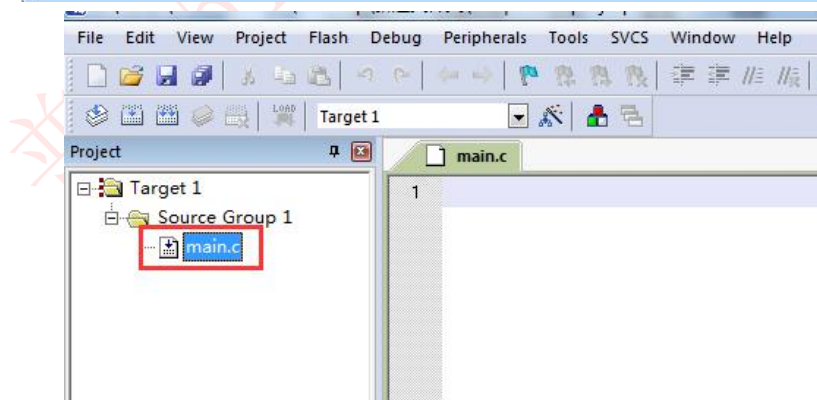 File Edit View Project Flash Debug Peripherals Tools SVCS Window Help
LOAD Target 1
Project main.c
1
Target 1
Source Group 1
main.c